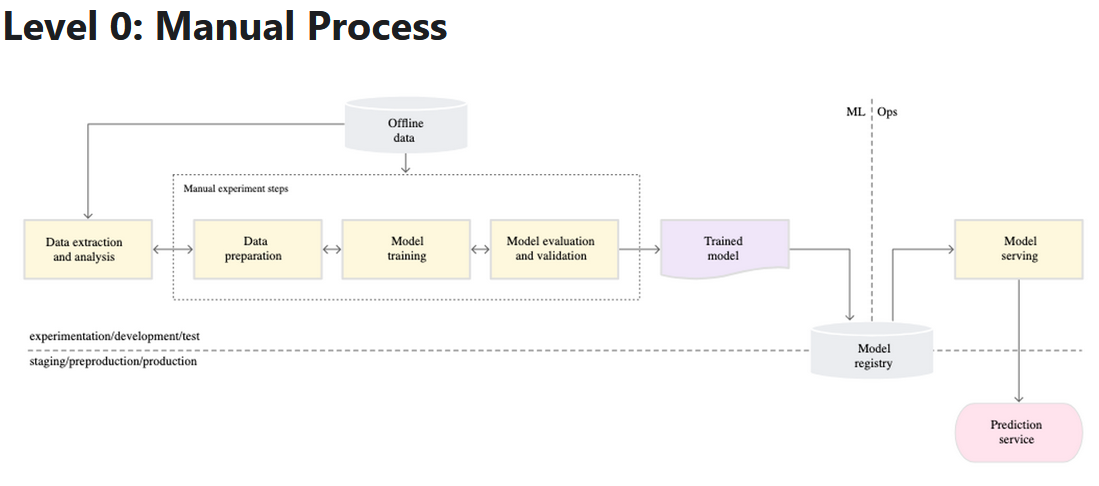 Level 0: Manual Process
Offline
data
ML
Ops
Manual experiment steps
Data extraction
and analysis
Data
preparation
Model
training
Model evaluation
and validation
Trained
model
Model
serving
experimentation/development/test
staging/preproduction/production
Model
registry
Prediction
service